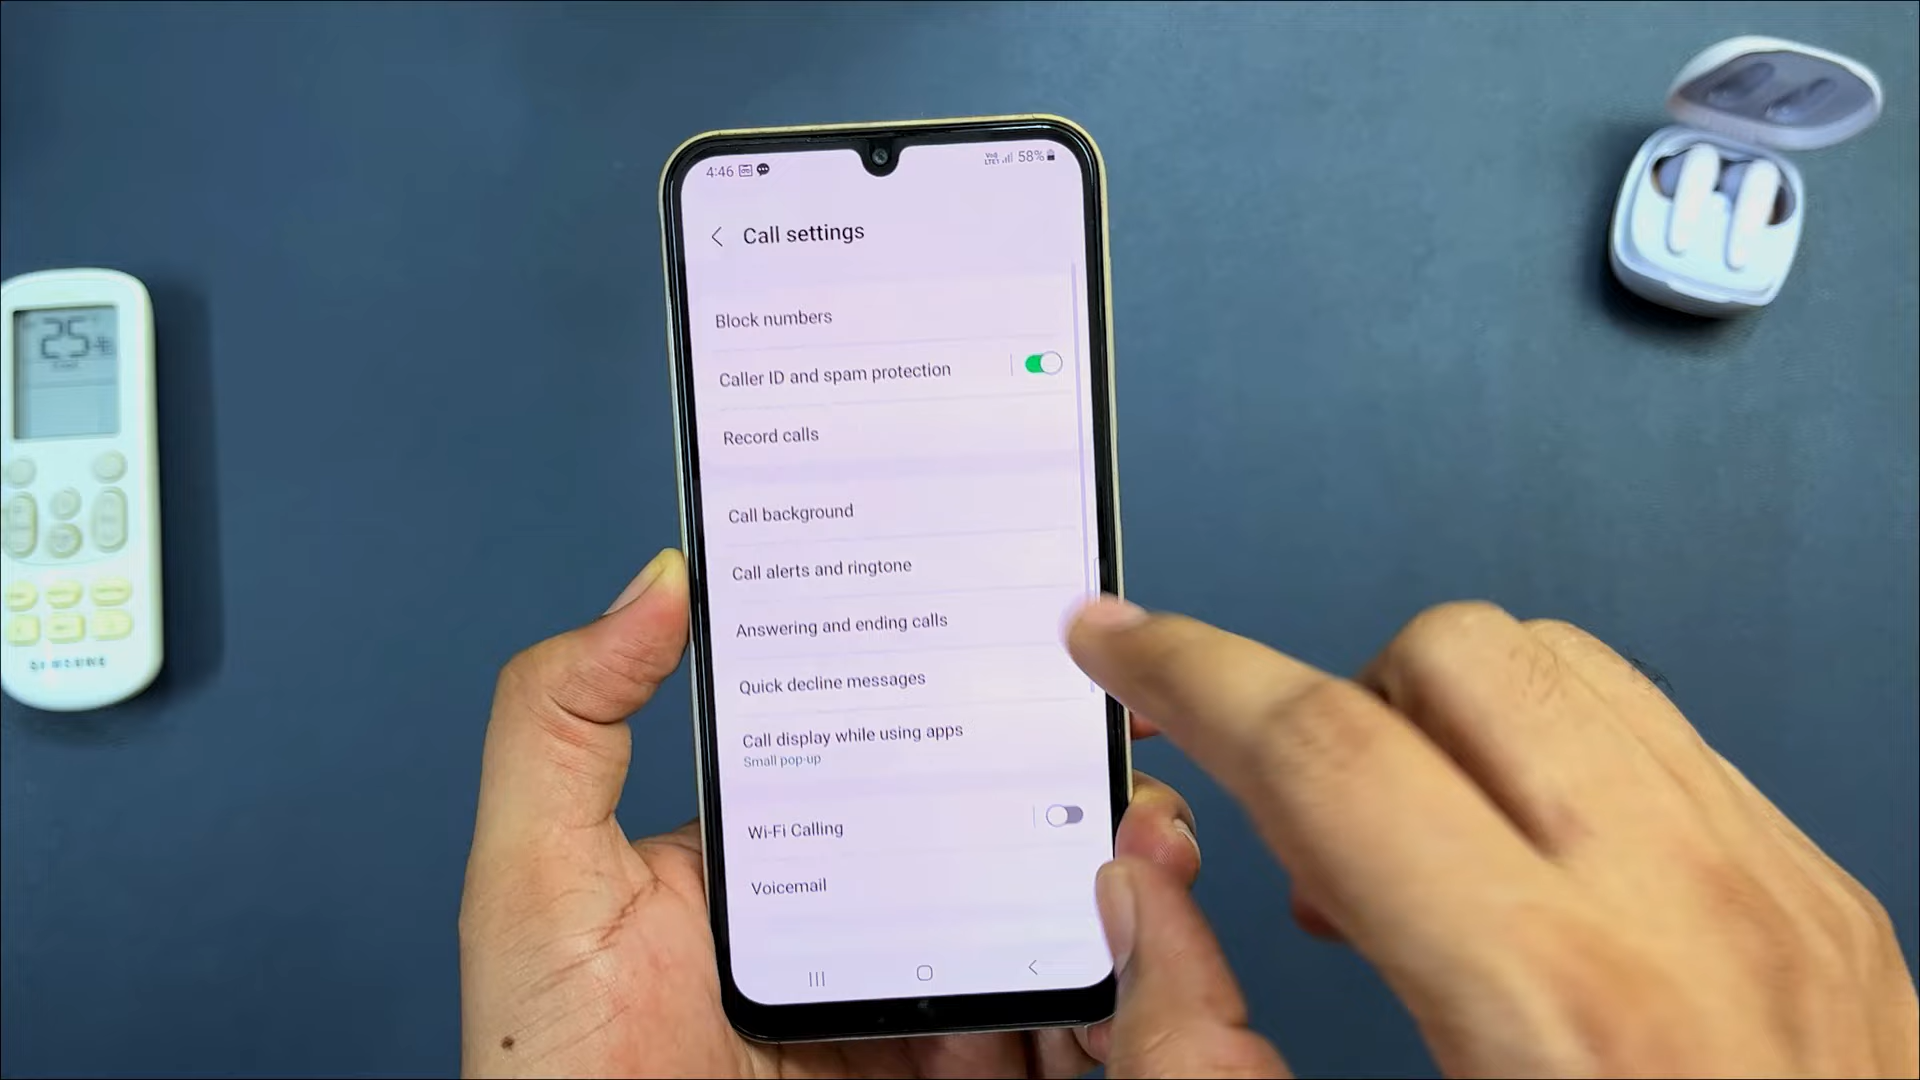 4:46
58%
Call settings
Block numbers
Caller ID and spam protection
Record calls
Call background
Call alerts and ringtone
Answering and ending calls
Quick decline messages
Call display while using apps
Small pop-up
Wi-Fi Calling
Voicemail
25
SAMSUNG